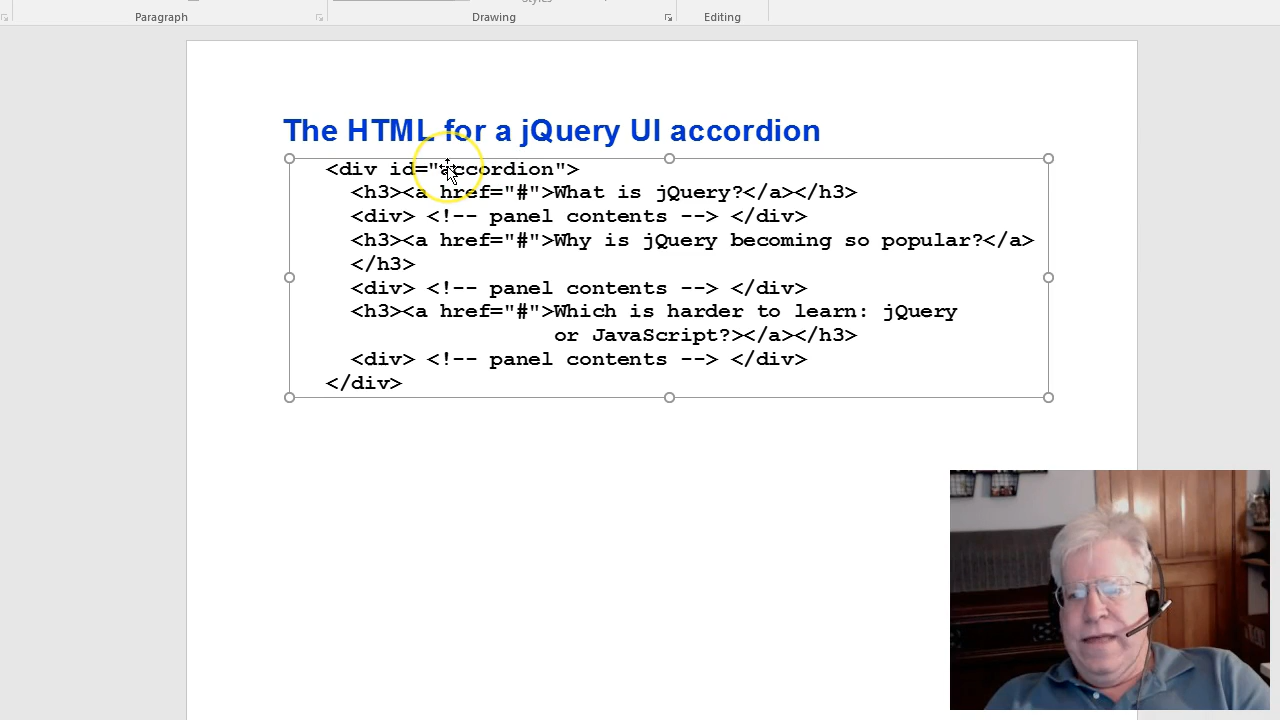 Paragraph
Drawing
Editing
The HTML for a jQuery UI accordion
<div id="accordion">
<h3><a href="#">What is jQuery?</a></h3>
<div> <!-- panel contents --> </div>
<h3><a href="#">Why is jQuery becoming so popular?</a>
</h3>
<div> <!-- panel contents --> </div>
<h3><a href="#">Which is harder to learn: jQuery
or JavaScript?></a></h3>
<div> <!-- panel contents --> </div>
</div>